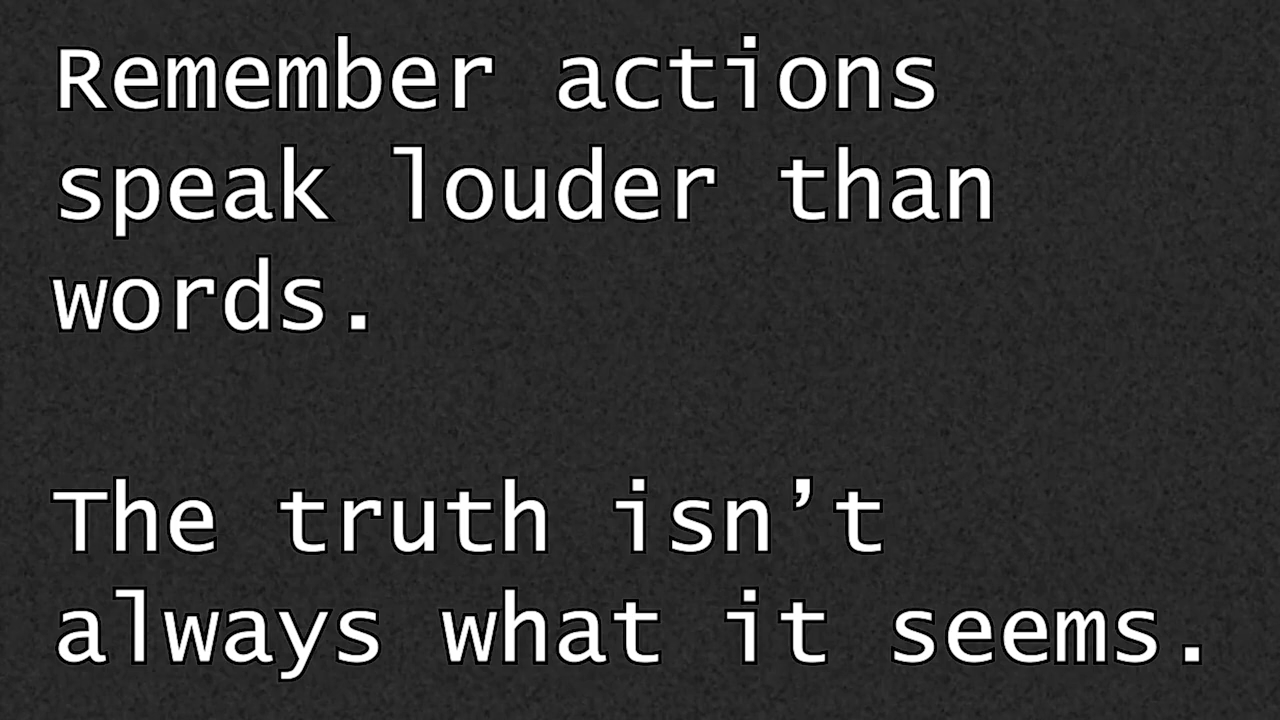 Remember actions
speak louder than
words.
The truth isn’t
always what it seems.